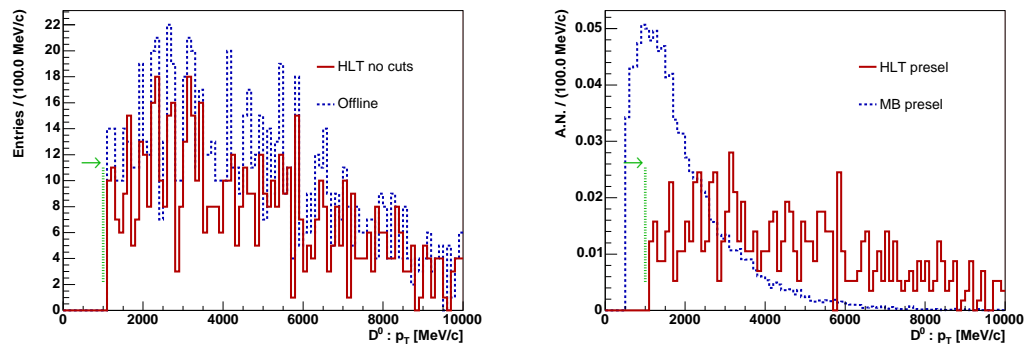 Entries / (100.0 MeV/c)
22
20
18
16
14
12
10
8
6
4
2
0
HLT no cuts
Offline
0 2000 4000 6000 8000 10000
D⁰ : p_T [MeV/c]
A.N. / (100.0 MeV/c)
0.05
0.04
0.03
0.02
0.01
0
HLT presel
MB presel
0 2000 4000 6000 8000 10000
D⁰ : p_T [MeV/c]